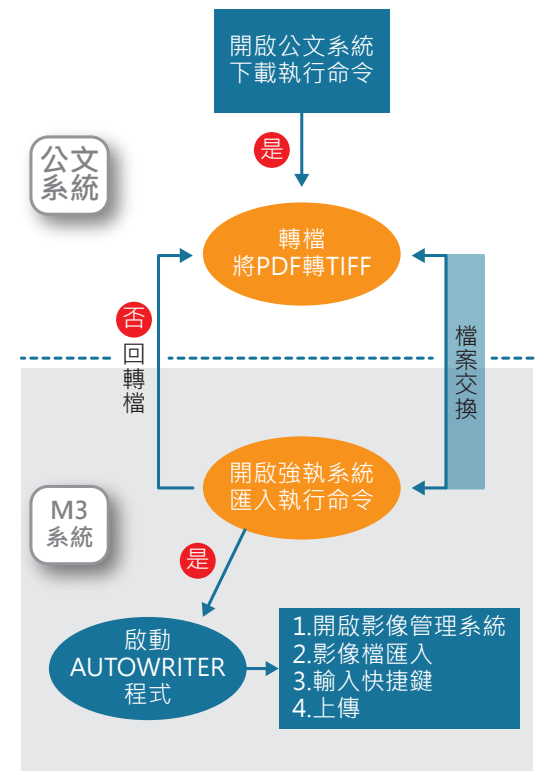 開啟公文系統
下載執行命令
是
公文
系統
轉檔
將PDF轉TIFF
否
回轉檔
檔案交換
開啟強執系統
匯入執行命令
M3
系統
是
啟動
AUTOWRITER
程式
1.開啟影像管理系統
2.影像檔匯入
3.輸入快捷鍵
4.上傳